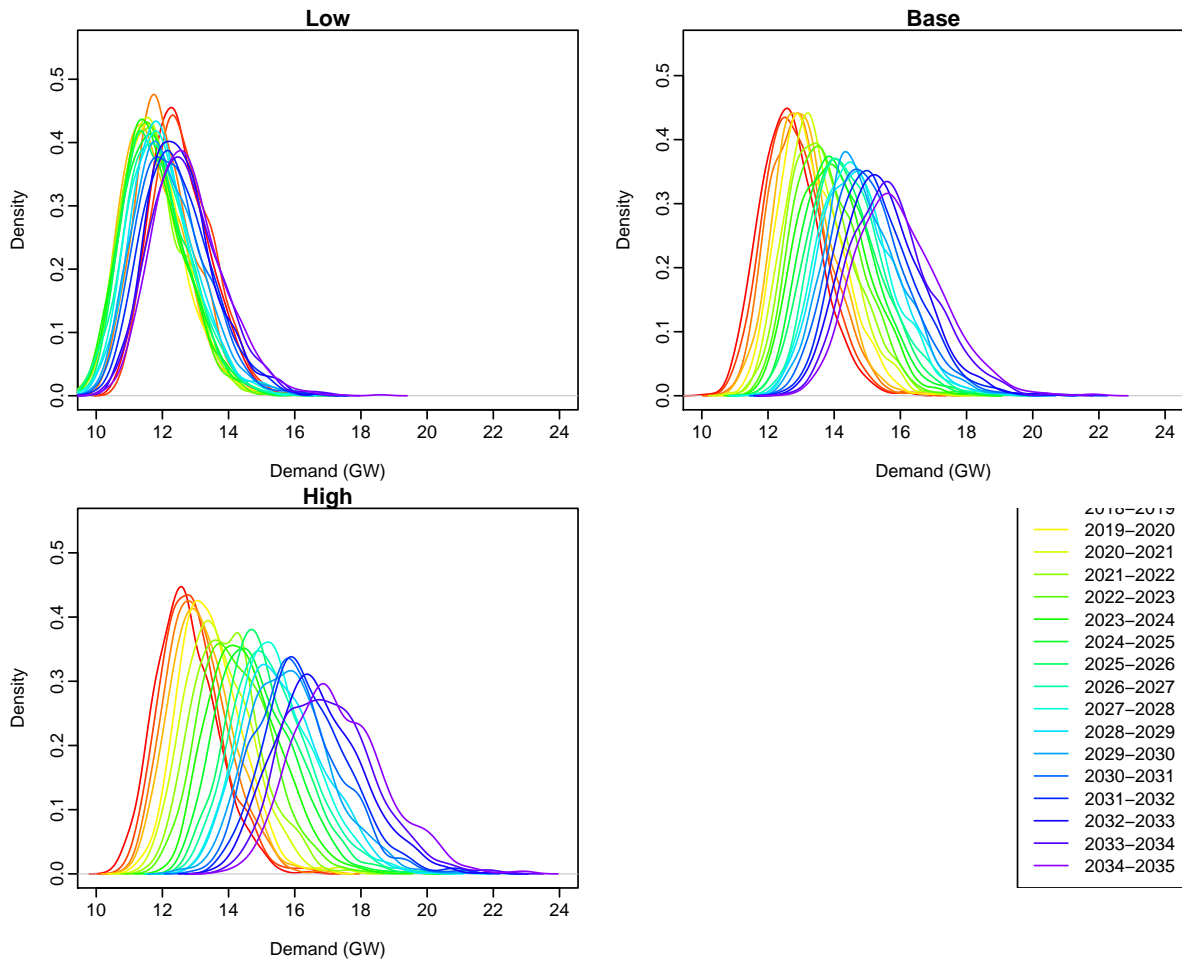 Low
Density
0.0 0.1 0.2 0.3 0.4 0.5
10 12 14 16 18 20 22 24
Demand (GW)
Base
Density
0.0 0.1 0.2 0.3 0.4 0.5
10 12 14 16 18 20 22 24
Demand (GW)
High
Density
0.0 0.1 0.2 0.3 0.4 0.5
10 12 14 16 18 20 22 24
Demand (GW)
2018–2019
2019–2020
2020–2021
2021–2022
2022–2023
2023–2024
2024–2025
2025–2026
2026–2027
2027–2028
2028–2029
2029–2030
2030–2031
2031–2032
2032–2033
2033–2034
2034–2035